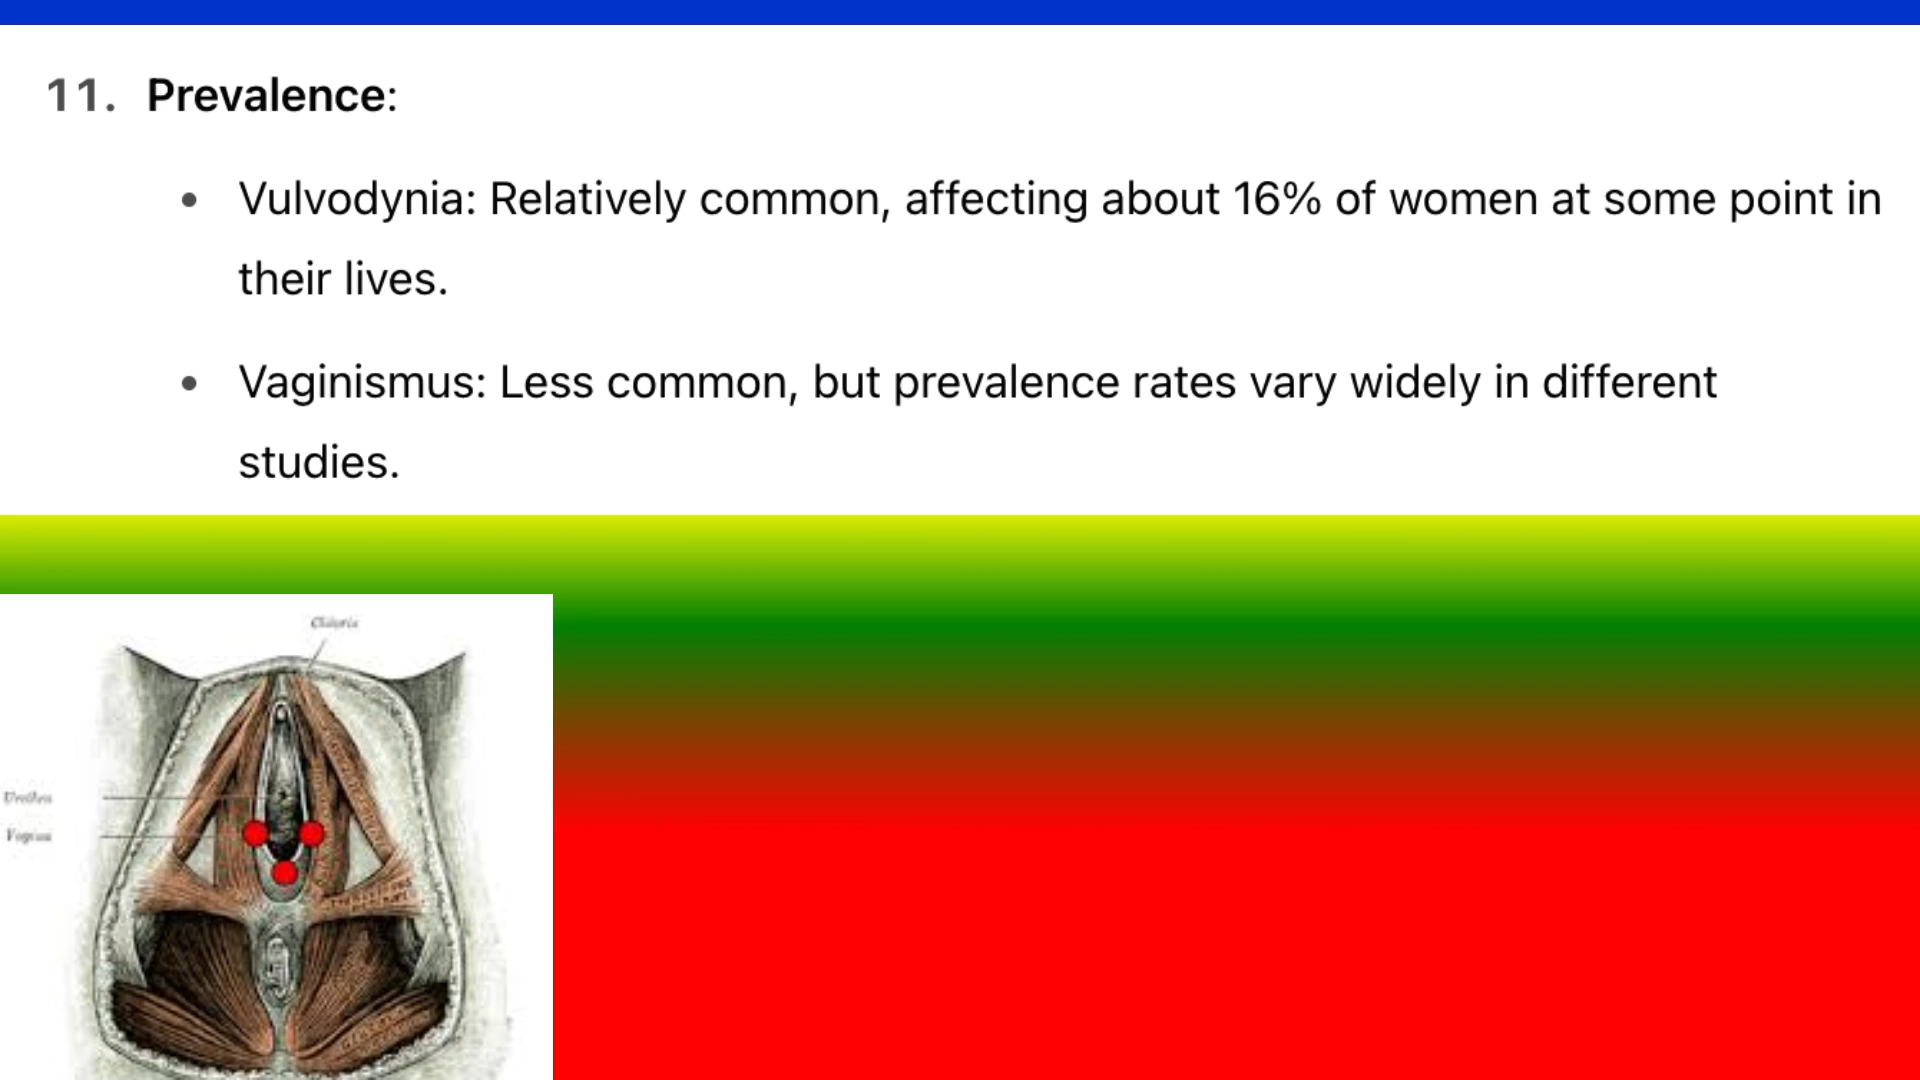 11. Prevalence:
• Vulvodynia: Relatively common, affecting about 16% of women at some point in
their lives.
• Vaginismus: Less common, but prevalence rates vary widely in different
studies.
Clitoris
Urethra
Vagina